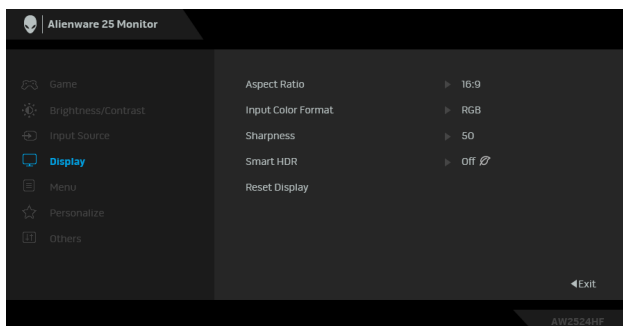 Alienware 25 Monitor
Game
Brightness/Contrast
Input Source
Display
Menu
Personalize
Others
Aspect Ratio 16:9
Input Color Format RGB
Sharpness 50
Smart HDR Off
Reset Display
Exit
AW2524HF